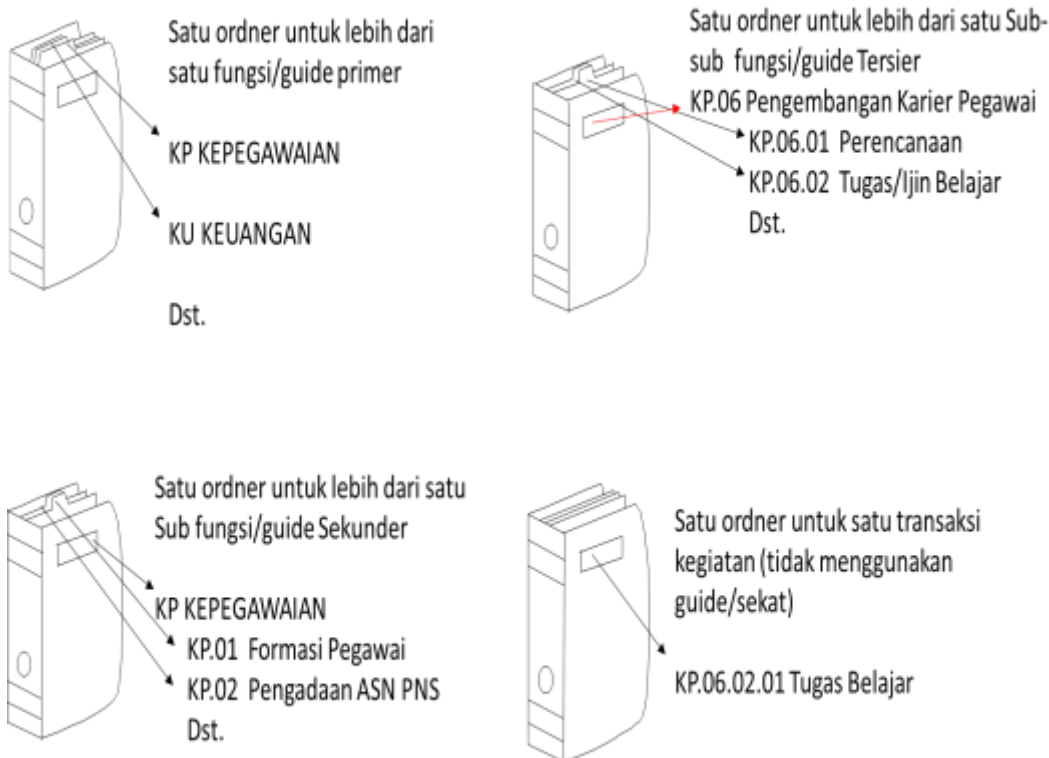 Satu ordner untuk lebih dari
satu fungsi/guide primer
KP KEPEGAWAIAN
KU KEUANGAN
Dst.
Satu ordner untuk lebih dari satu Sub-
sub fungsi/guide Tersier
KP.06 Pengembangan Karier Pegawai
KP.06.01 Perencanaan
KP.06.02 Tugas/Ijin Belajar
Dst.
Satu ordner untuk lebih dari satu
Sub fungsi/guide Sekunder
KP KEPEGAWAIAN
KP.01 Formasi Pegawai
KP.02 Pengadaan ASN PNS
Dst.
Satu ordner untuk satu transaksi
kegiatan (tidak menggunakan
guide/sekat)
KP.06.02.01 Tugas Belajar